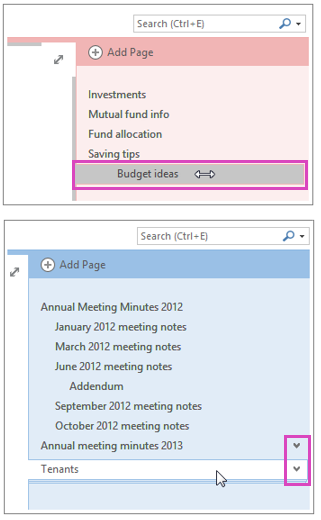 Search (Ctrl+E)
Add Page
Investments
Mutual fund info
Fund allocation
Saving tips
Budget ideas
Search (Ctrl+E)
Add Page
Annual Meeting Minutes 2012
January 2012 meeting notes
March 2012 meeting notes
June 2012 meeting notes
Addendum
September 2012 meeting notes
October 2012 meeting notes
Annual meeting minutes 2013
Tenants